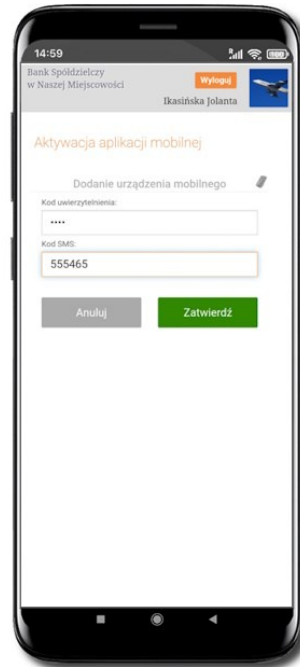 14:59
Bank Spółdzielczy
w Naszej Miejscowości
Wyloguj
Ikasińska Jolanta
Aktywacja aplikacji mobilnej
Dodanie urządzenia mobilnego
Kod uwierzytelnienia:
••••
Kod SMS:
555465
Anuluj
Zatwierdź